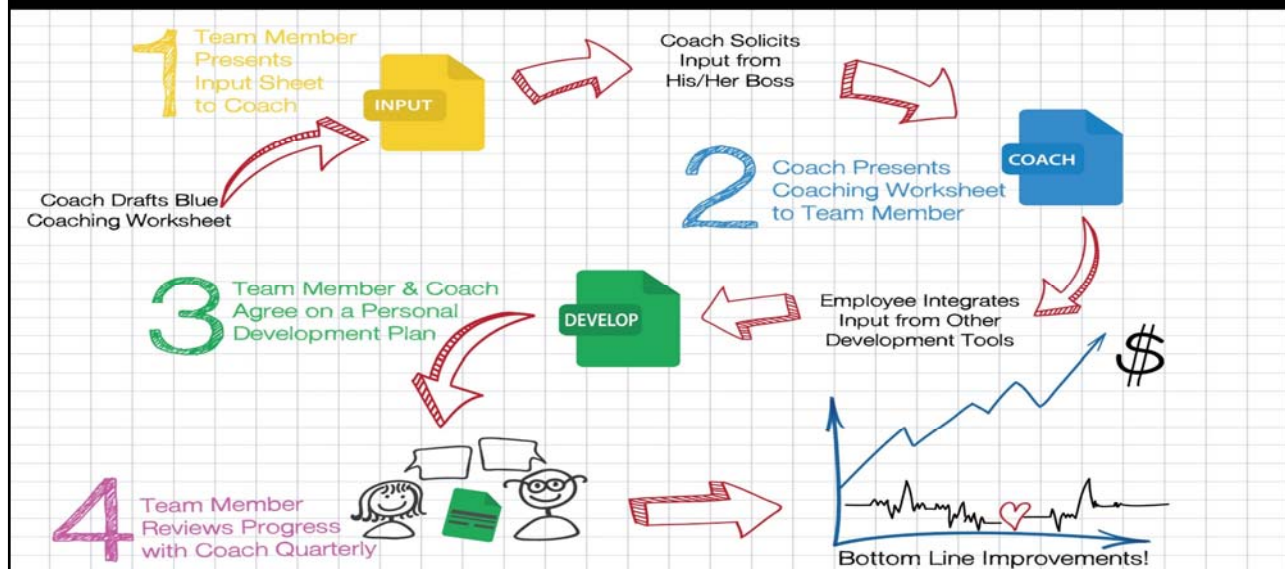 1
Team Member
Presents
Input Sheet
to Coach
INPUT
Coach Solicits
Input from
His/Her Boss
Coach Drafts Blue
Coaching Worksheet
2
Coach Presents
Coaching Worksheet
to Team Member
COACH
3
Team Member & Coach
Agree on a Personal
Development Plan
DEVELOP
Employee Integrates
Input from Other
Development Tools
$
4
Team Member
Reviews Progress
with Coach Quarterly
Bottom Line Improvements!